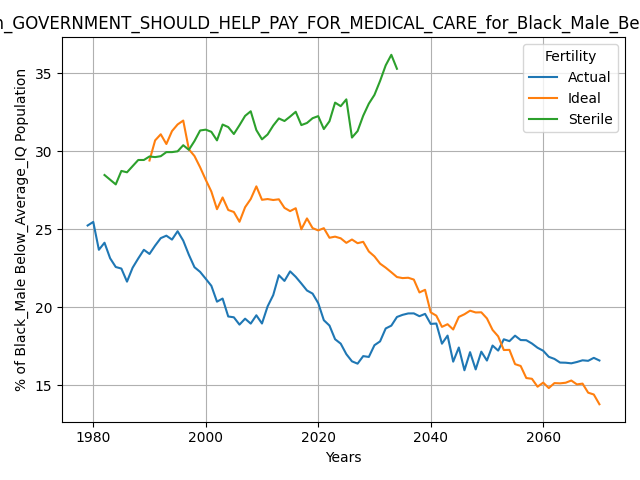 n_GOVERNMENT_SHOULD_HELP_PAY_FOR_MEDICAL_CARE_for_Black_Male_Be
% of Black_Male Below_Average_IQ Population
35
30
25
20
15
Fertility
Actual
Ideal
Sterile
1980
2000
2020
2040
2060
Years